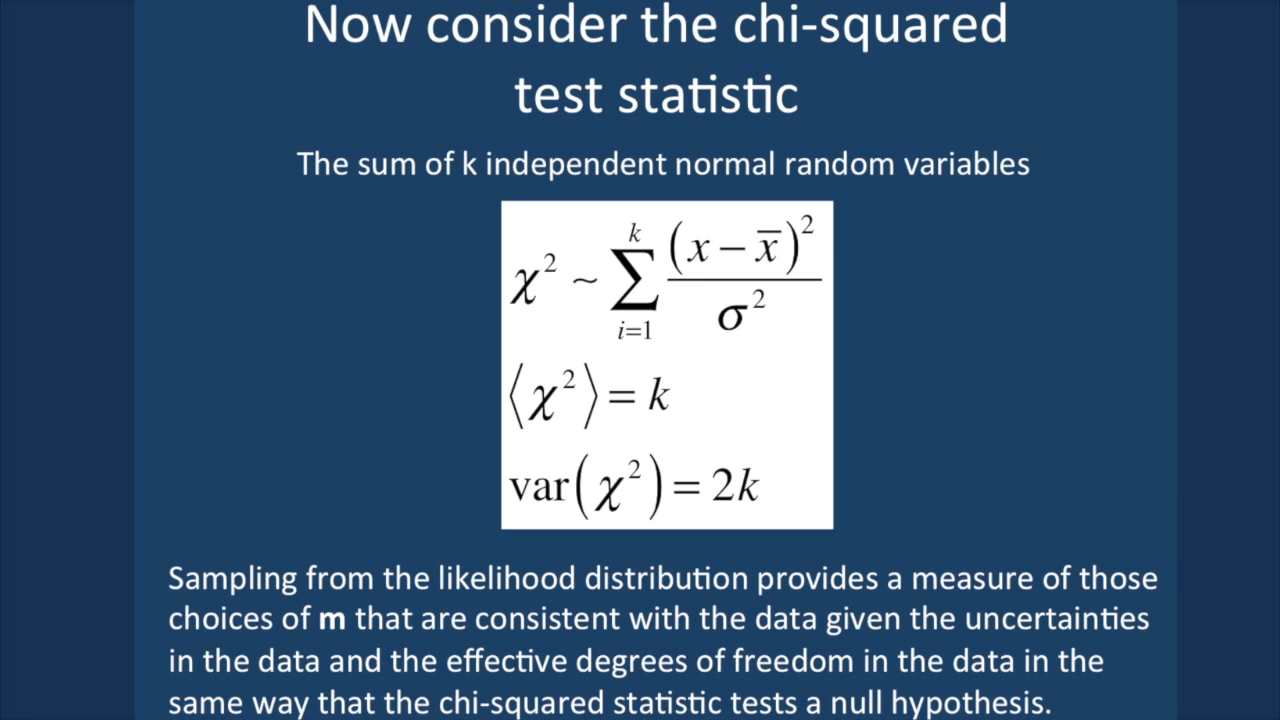 Now consider the chi-squared
test statistic
The sum of k independent normal random variables
χ² ~ ∑_{i=1}^{k} (x − x̄)² / σ²
⟨χ²⟩ = k
var(χ²) = 2k
Sampling from the likelihood distribution provides a measure of those
choices of m that are consistent with the data given the uncertainties
in the data and the effective degrees of freedom in the data in the
same way that the chi-squared statistic tests a null hypothesis.